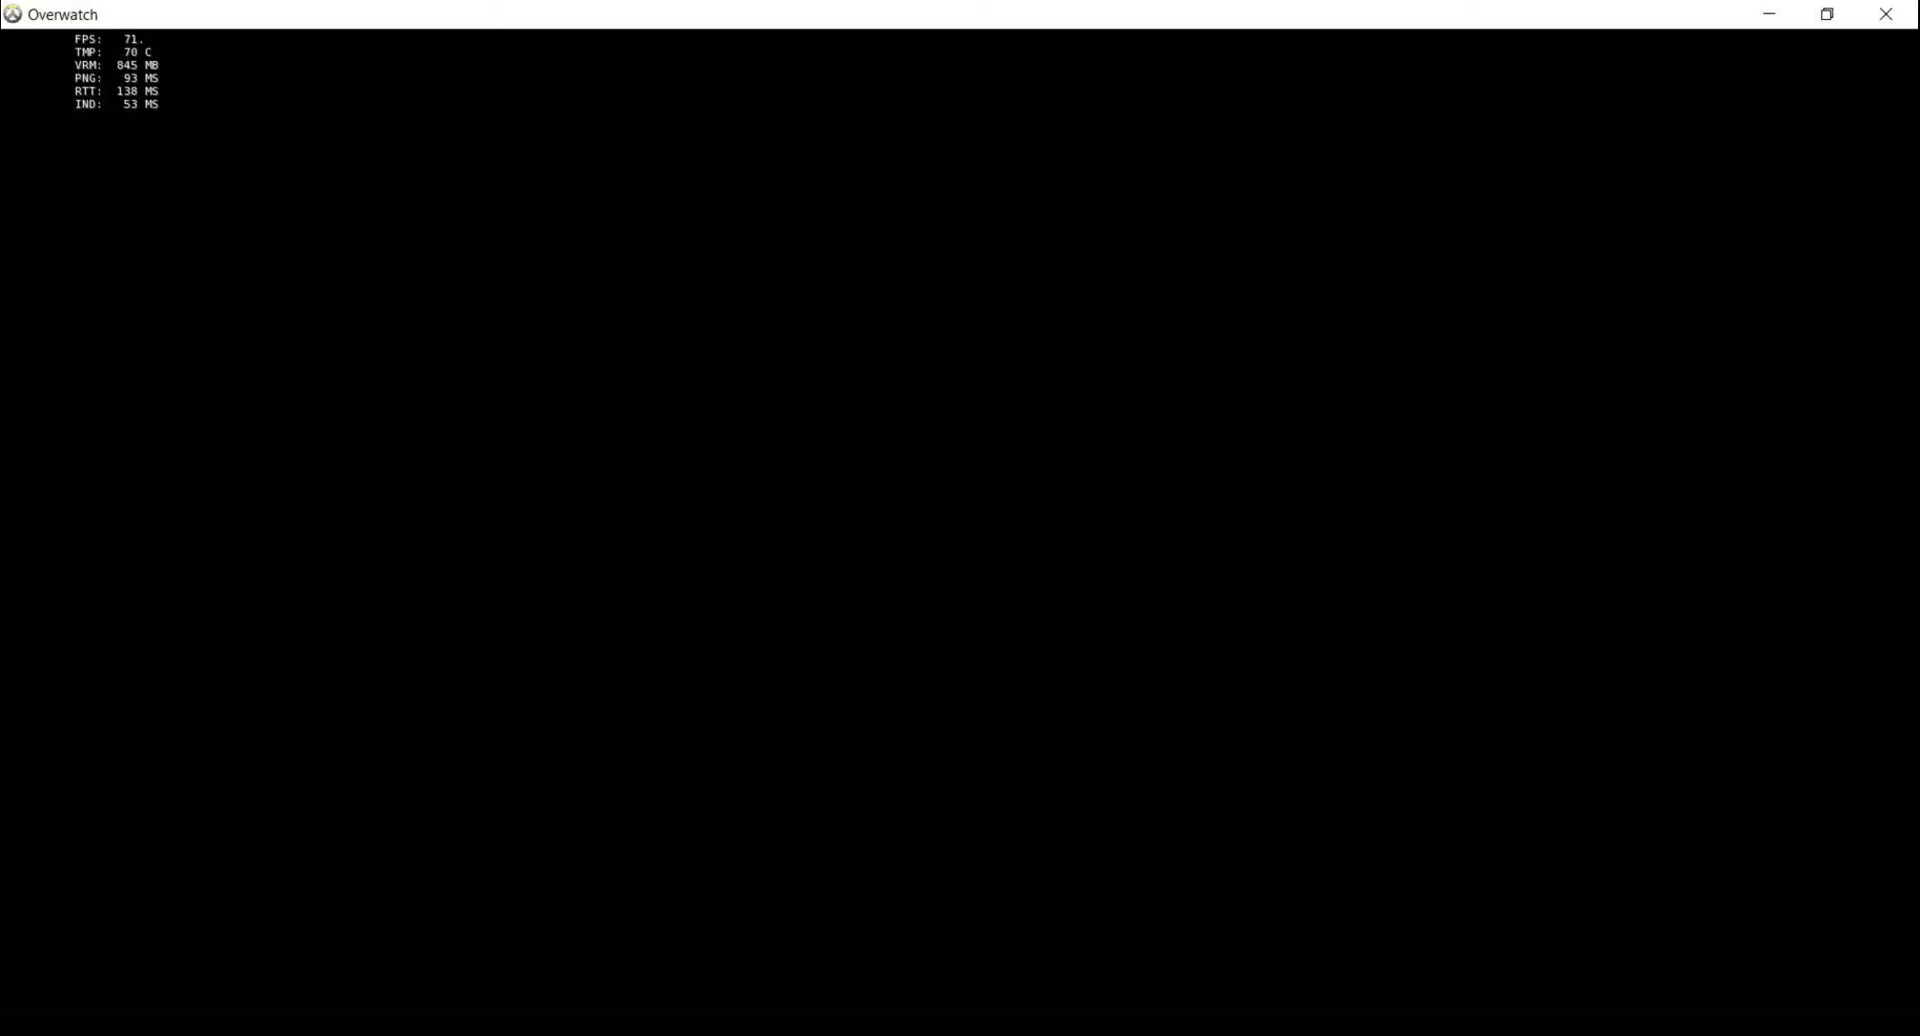 Overwatch
FPS: 71.
TMP: 70 C
VRM: 845 MB
PNG: 93 MS
RTT: 138 MS
IND: 53 MS